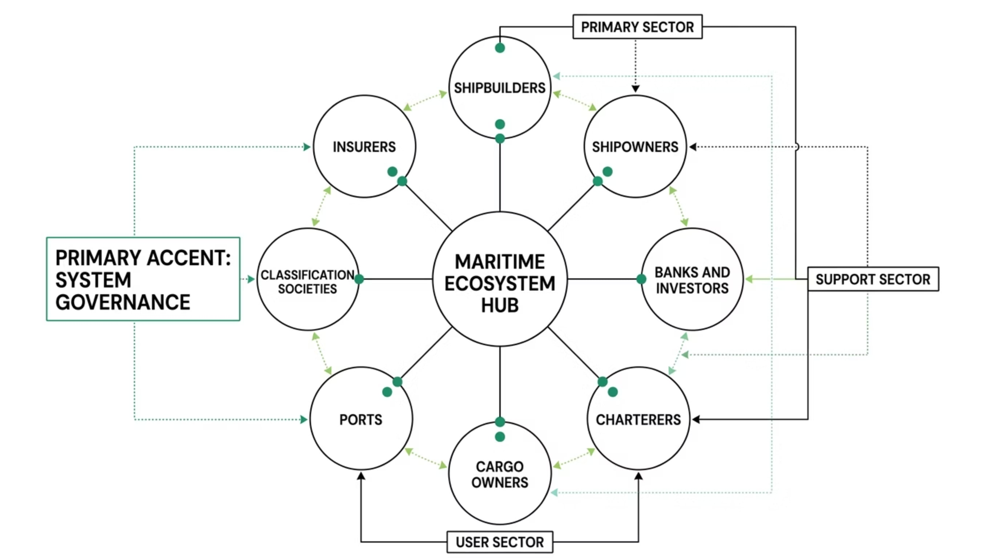 PRIMARY SECTOR
SHIPBUILDERS
INSURERS
SHIPOWNERS
PRIMARY ACCENT:
SYSTEM
GOVERNANCE
CLASSIFICATION
SOCIETIES
MARITIME
ECOSYSTEM
HUB
BANKS AND
INVESTORS
SUPPORT SECTOR
PORTS
CHARTERERS
CARGO
OWNERS
USER SECTOR